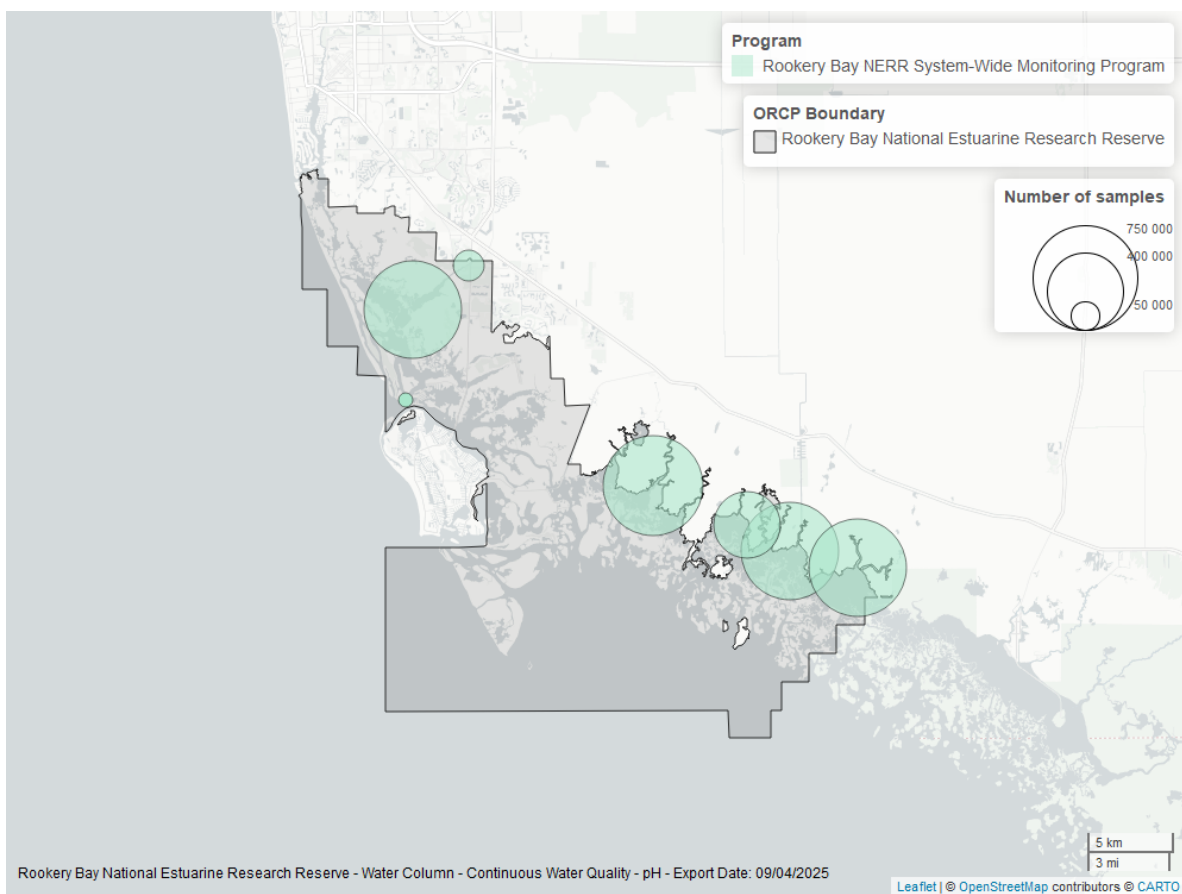 Program
Rookery Bay NERR System-Wide Monitoring Program
ORCP Boundary
Rookery Bay National Estuarine Research Reserve
Number of samples
750 000
400 000
50 000
5 km
3 mi
Rookery Bay National Estuarine Research Reserve - Water Column - Continuous Water Quality - pH - Export Date: 09/04/2025
Leaflet | © OpenStreetMap contributors © CARTO